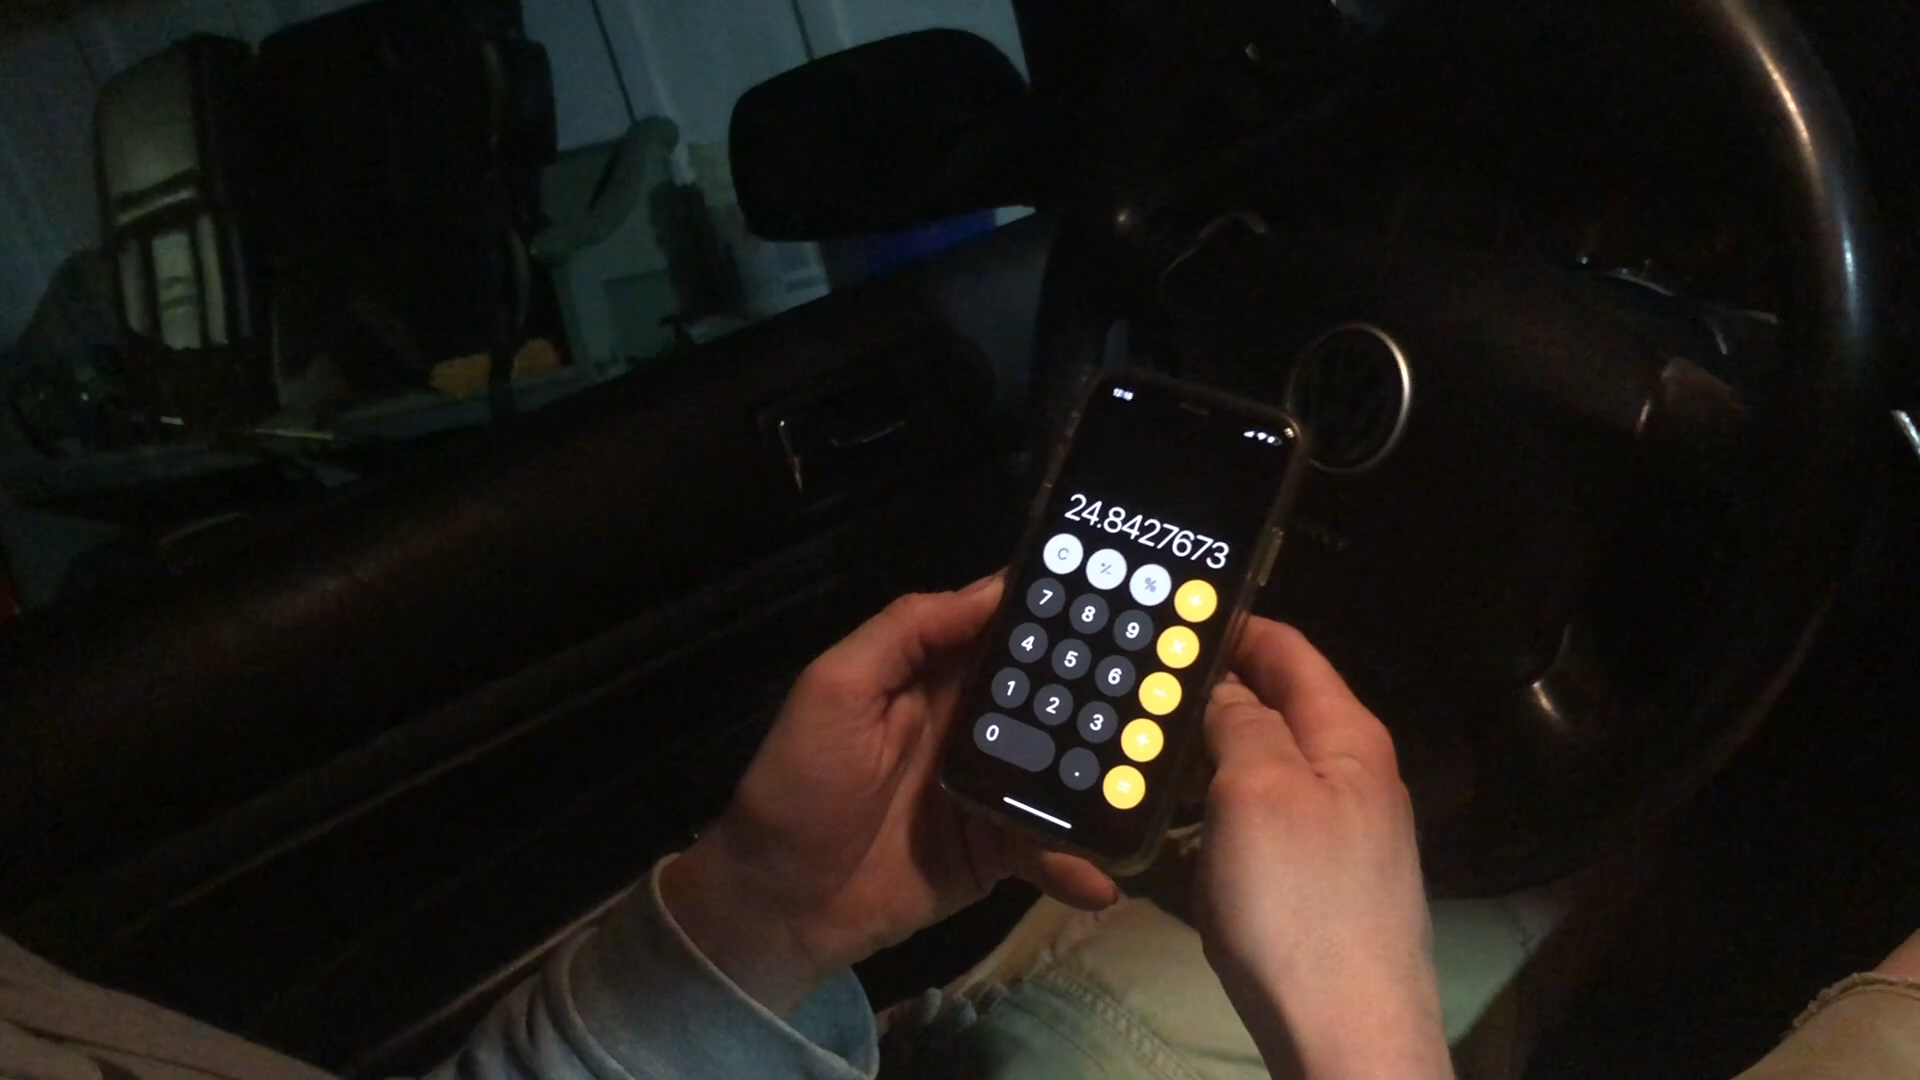 24.8427673
C % ÷
7 8 9 ×
4 5 6 −
1 2 3 +
0 . =